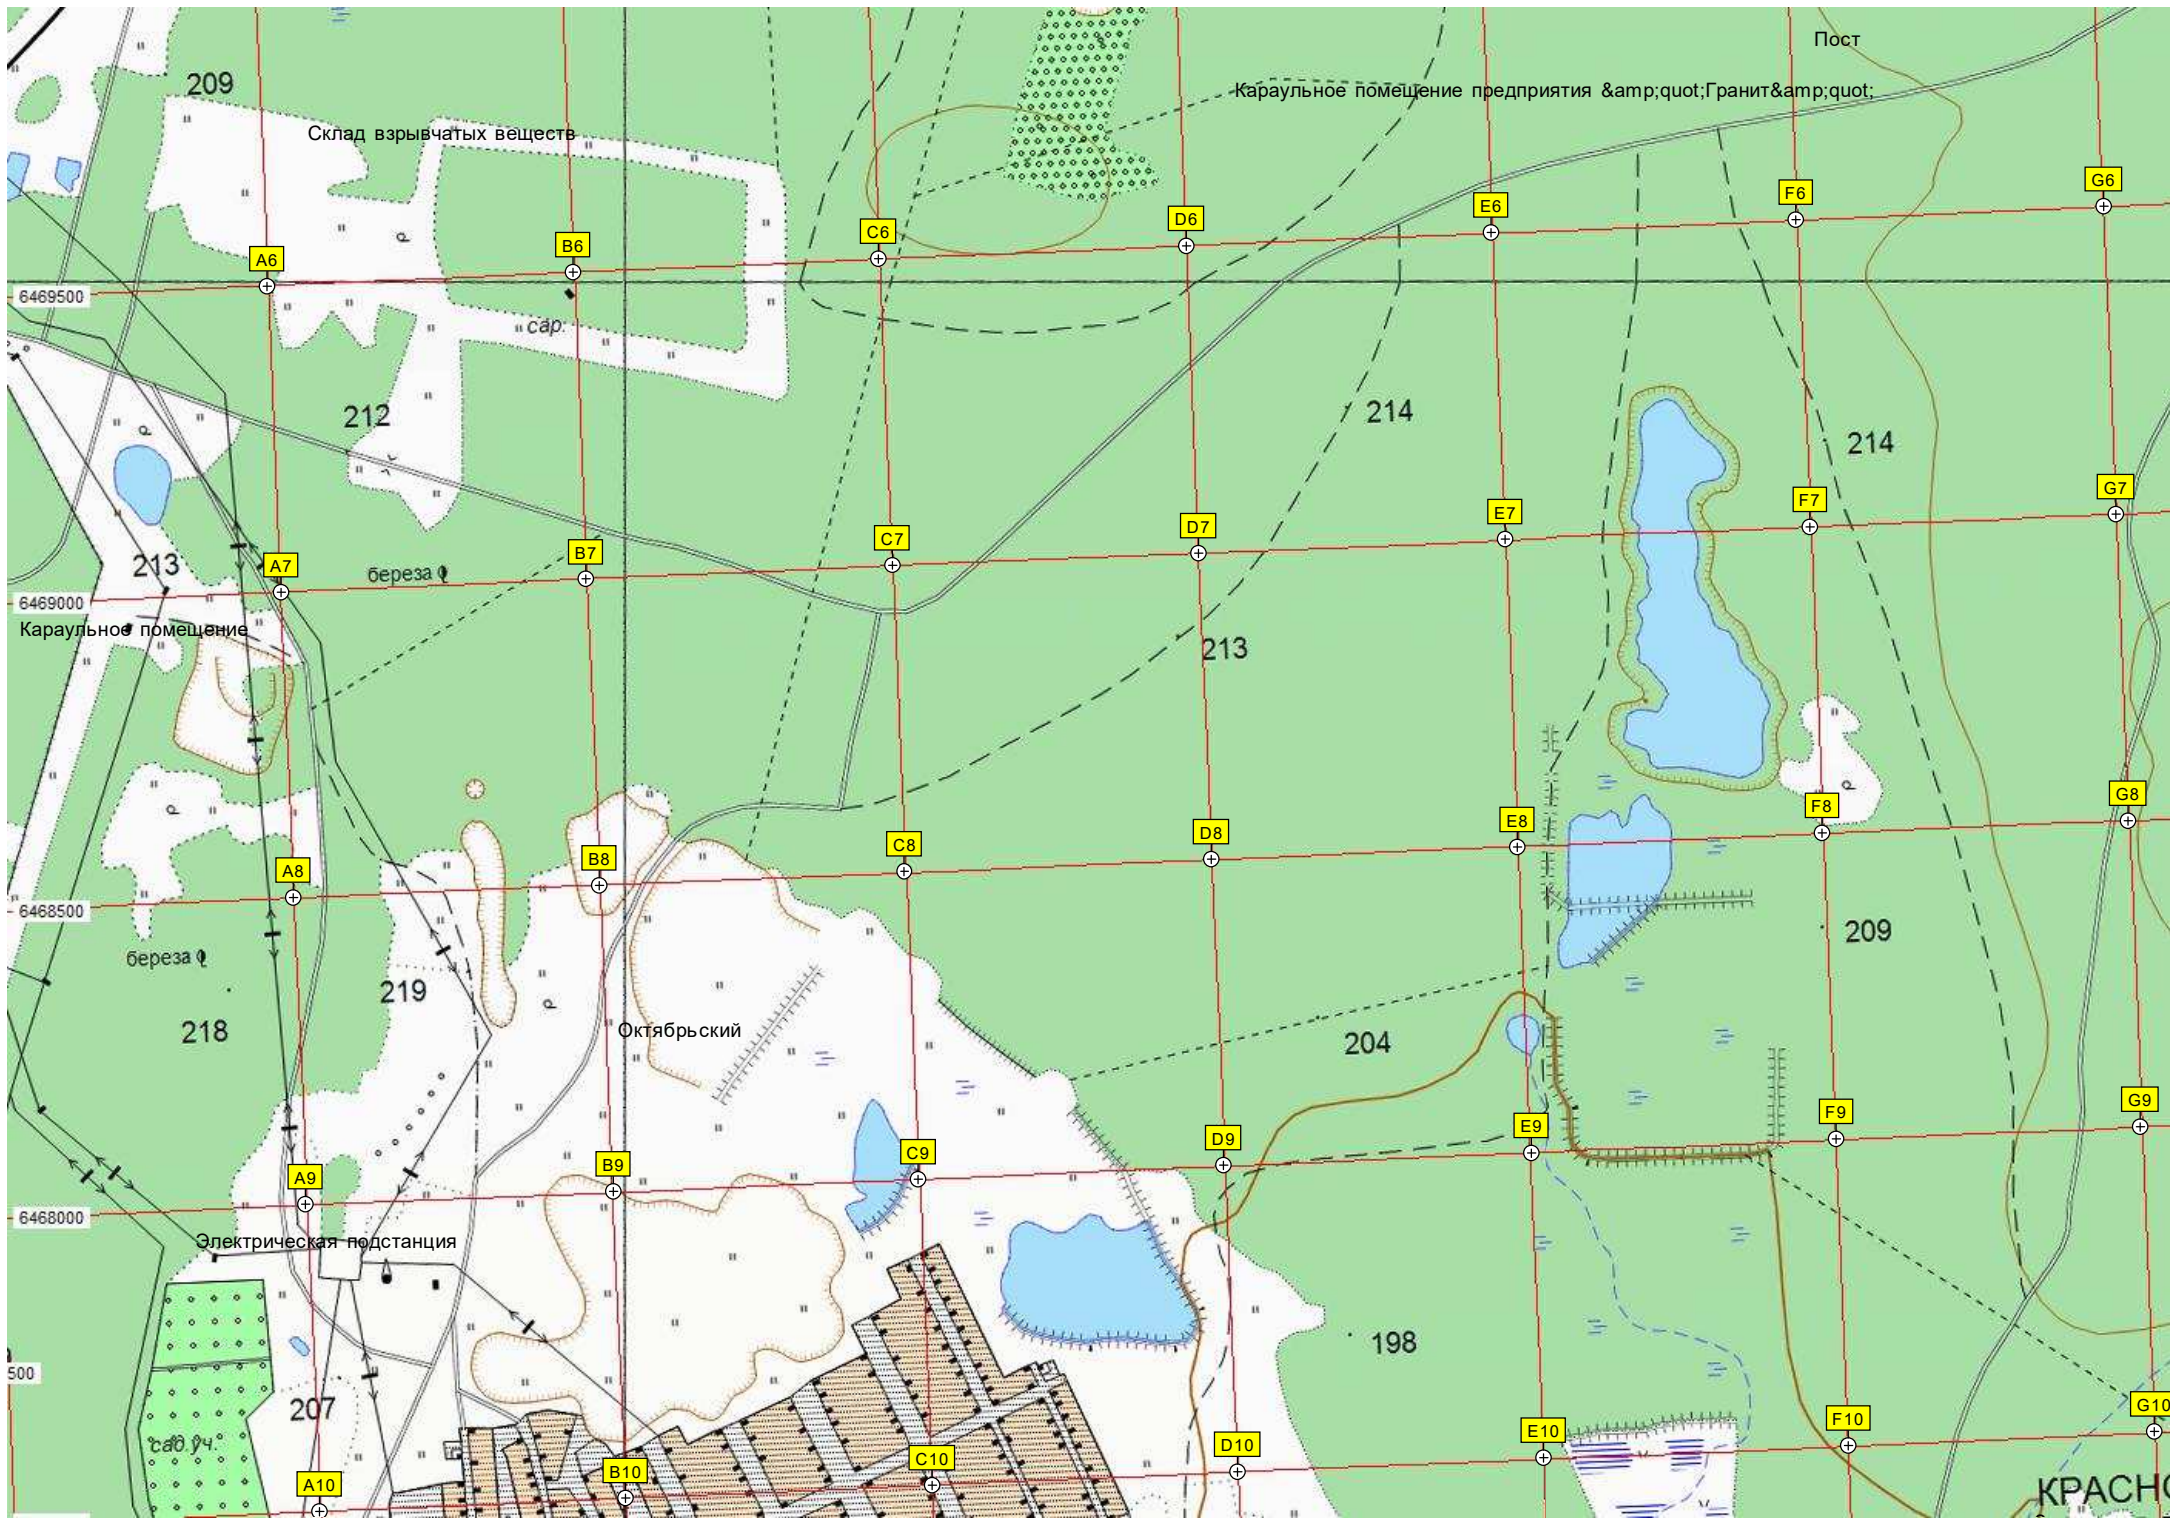 Пост
209
Караульное помещение предприятия &amp;quot;Гранит&amp;quot;
Склад взрывчатых веществ
G6
F6
E6
D6
C6
B6
A6
6469500
сар.
212
214
214
G7
F7
E7
D7
C7
B7
A7
213
береза
6469000
Караульное помещение
213
G8
F8
E8
D8
C8
B8
A8
6468500
209
береза
219
218
Октябрьский
204
G9
F9
E9
D9
C9
B9
A9
6468000
Электрическая подстанция
198
500
207
сад.уч.
G10
F10
E10
D10
C10
B10
A10
КРАСНО